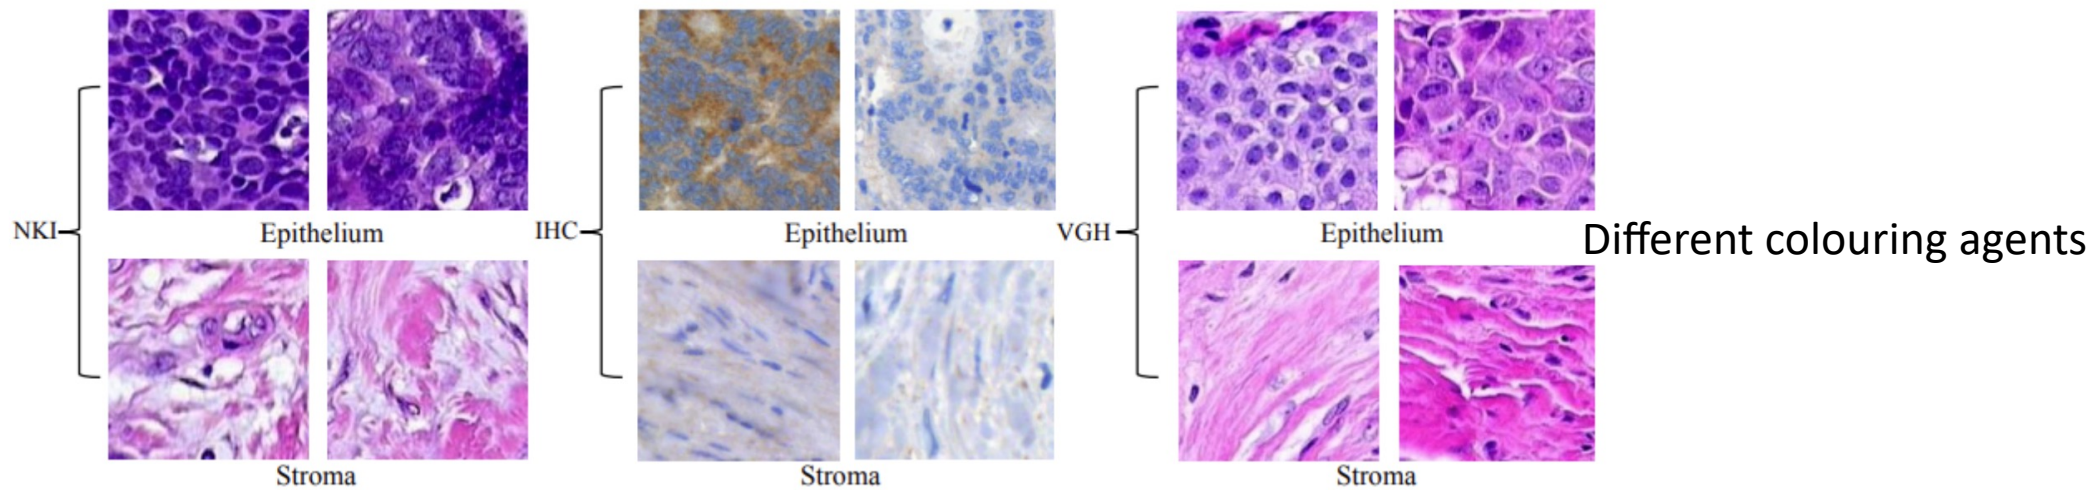 NKI
Epithelium
Stroma
IHC
Epithelium
Stroma
VGH
Epithelium
Stroma
Different colouring agents